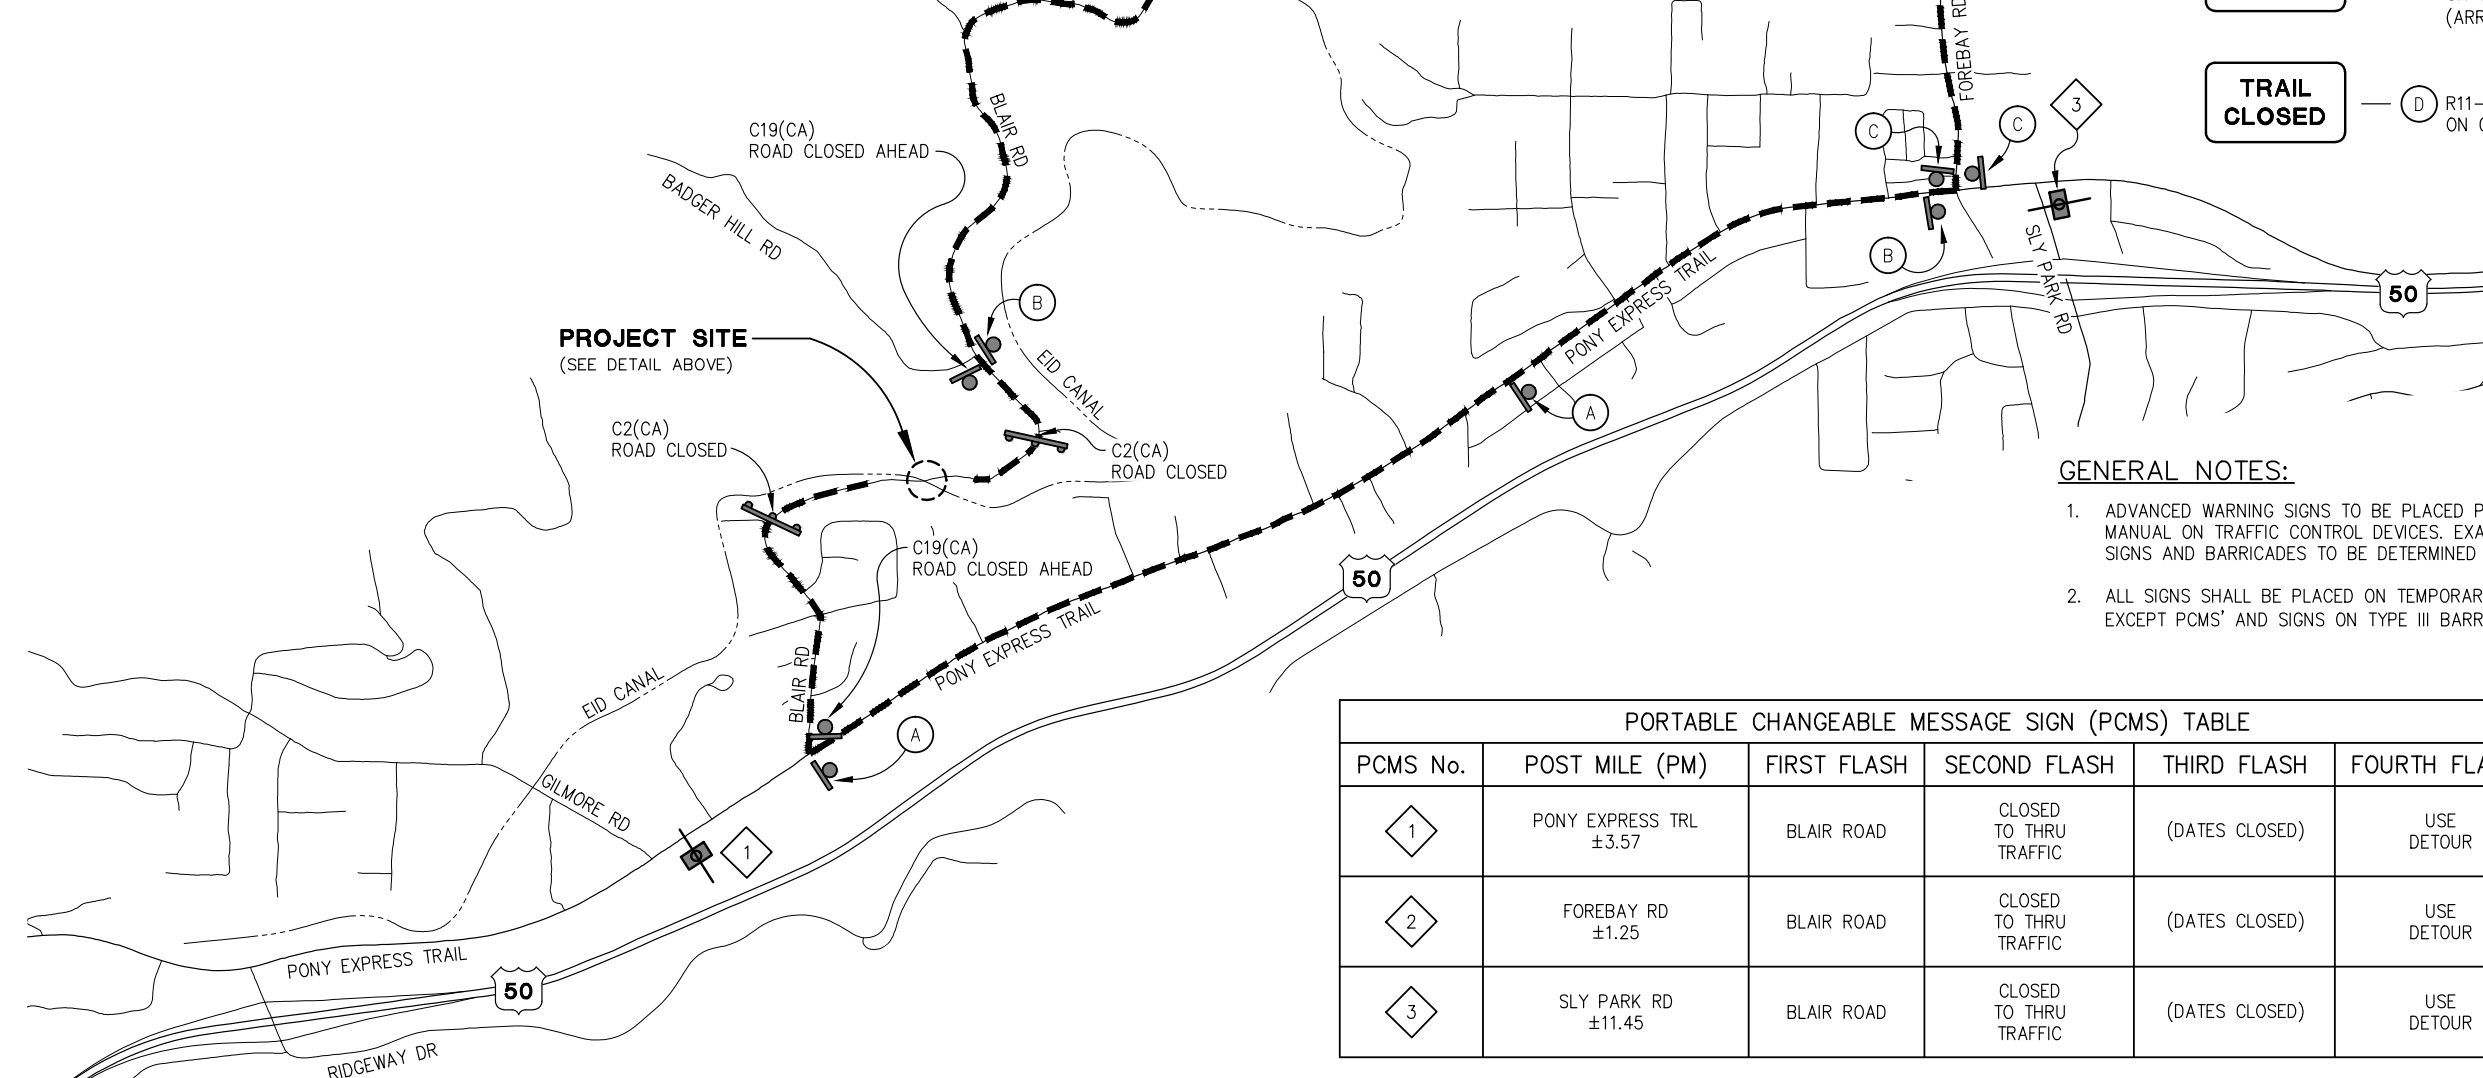 FOREBAY RD
(ARR
TRAIL
CLOSED
D
R11-
ON
3
C
C
B
BLAIR RD
C19(CA)
ROAD CLOSED AHEAD
BADGER HILL RD
B
SLY PARK RD
50
PONY EXPRESS TRAIL
PROJECT SITE
(SEE DETAIL ABOVE)
EID CANAL
A
C2(CA)
ROAD CLOSED
C2(CA)
ROAD CLOSED
50
C19(CA)
ROAD CLOSED AHEAD
PONY EXPRESS TRAIL
BLAIR RD
EID CANAL
A
GILMORE RD
1
PONY EXPRESS TRAIL
50
RIDGEWAY DR
GENERAL NOTES:
1. ADVANCED WARNING SIGNS TO BE PLACED P
MANUAL ON TRAFFIC CONTROL DEVICES. EXA
SIGNS AND BARRICADES TO BE DETERMINED
2. ALL SIGNS SHALL BE PLACED ON TEMPORAR
EXCEPT PCMS' AND SIGNS ON TYPE III BARR
PORTABLE CHANGEABLE MESSAGE SIGN (PCMS) TABLE
PCMS No. POST MILE (PM) FIRST FLASH SECOND FLASH THIRD FLASH FOURTH FLA
1
PONY EXPRESS TRL
±3.57
BLAIR ROAD
CLOSED
TO THRU
TRAFFIC
(DATES CLOSED)
USE
DETOUR
2
FOREBAY RD
±1.25
BLAIR ROAD
CLOSED
TO THRU
TRAFFIC
(DATES CLOSED)
USE
DETOUR
3
SLY PARK RD
±11.45
BLAIR ROAD
CLOSED
TO THRU
TRAFFIC
(DATES CLOSED)
USE
DETOUR